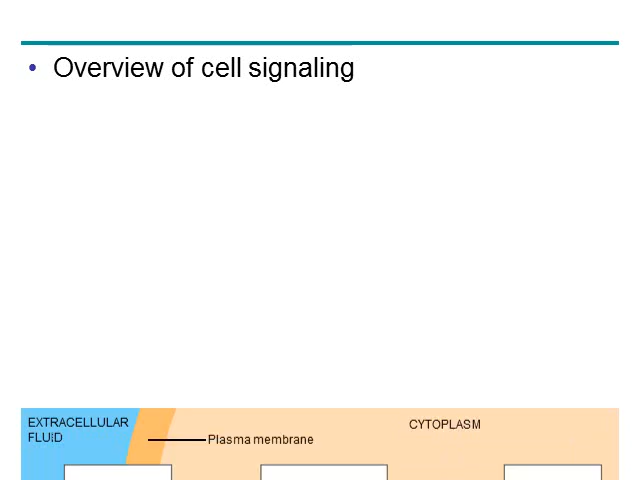 • Overview of cell signaling
EXTRACELLULAR
FLUID
CYTOPLASM
Plasma membrane